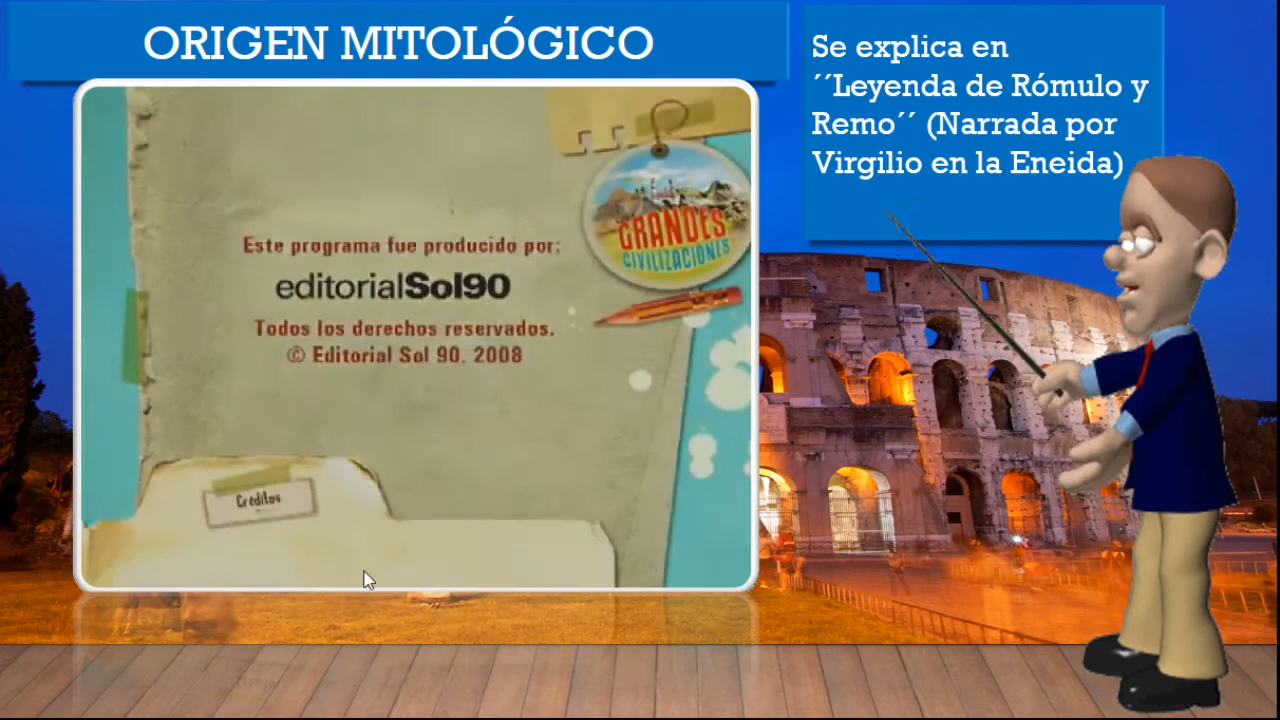 ORIGEN MITOLÓGICO
Se explica en
´´Leyenda de Rómulo y
Remo´´ (Narrada por
Virgilio en la Eneida)
GRANDES
CIVILIZACIONES
Este programa fue producido por:
editorialSol90
Todos los derechos reservados.
© Editorial Sol 90. 2008
Créditos